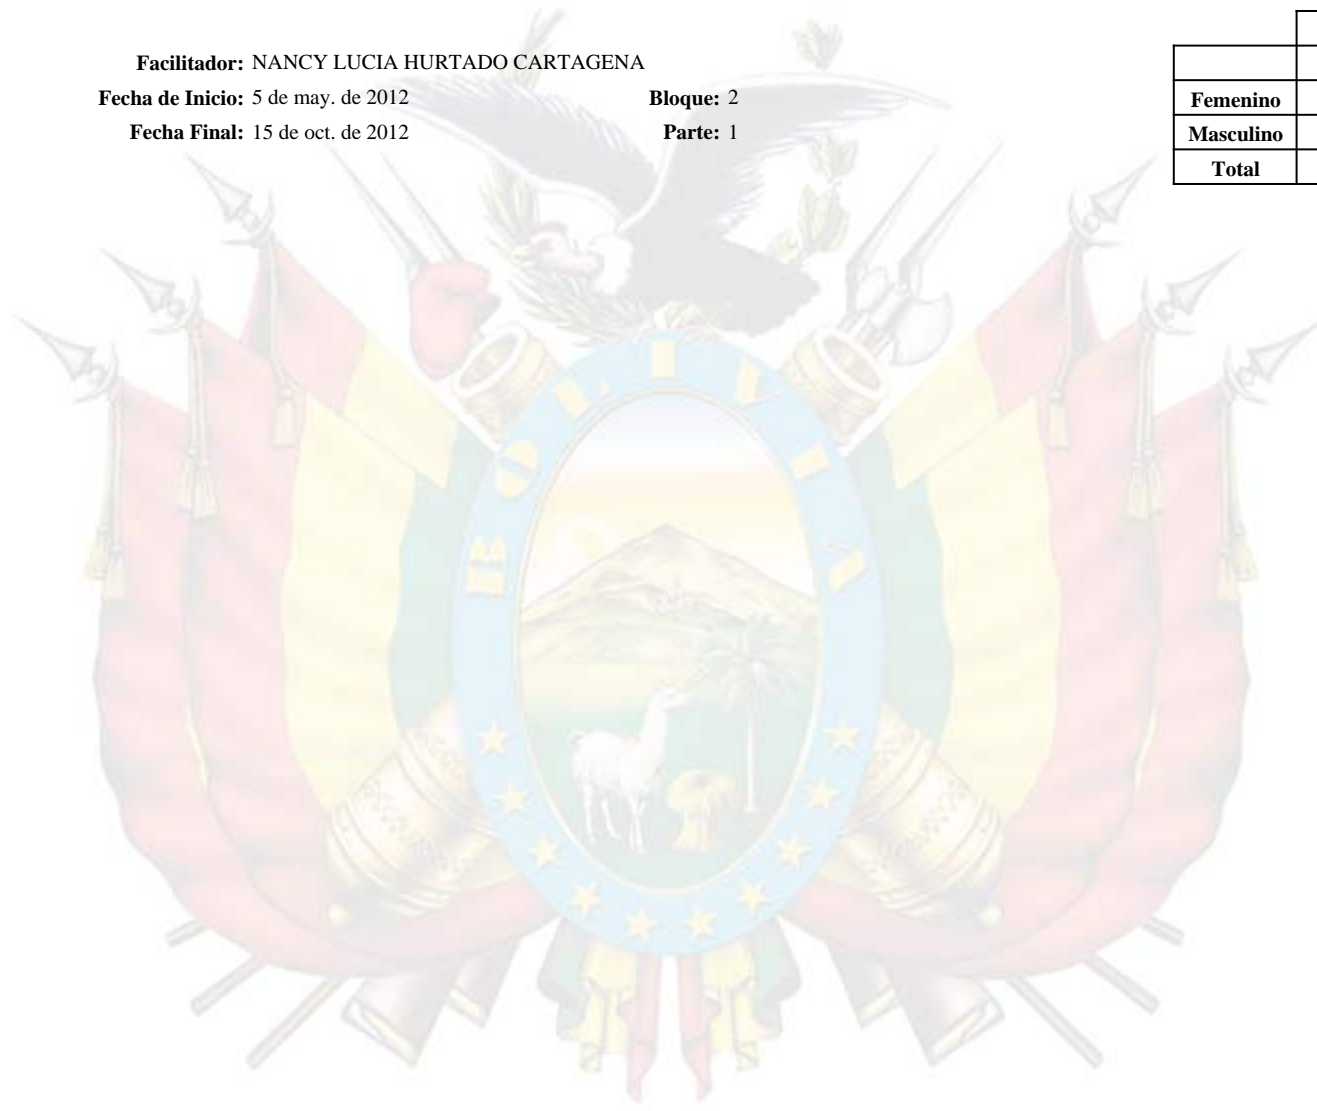 Facilitador: NANCY LUCIA HURTADO CARTAGENA
Fecha de Inicio: 5 de may. de 2012 Bloque: 2
Fecha Final: 15 de oct. de 2012 Parte: 1
Femenino
Masculino
Total
BOLIVIA